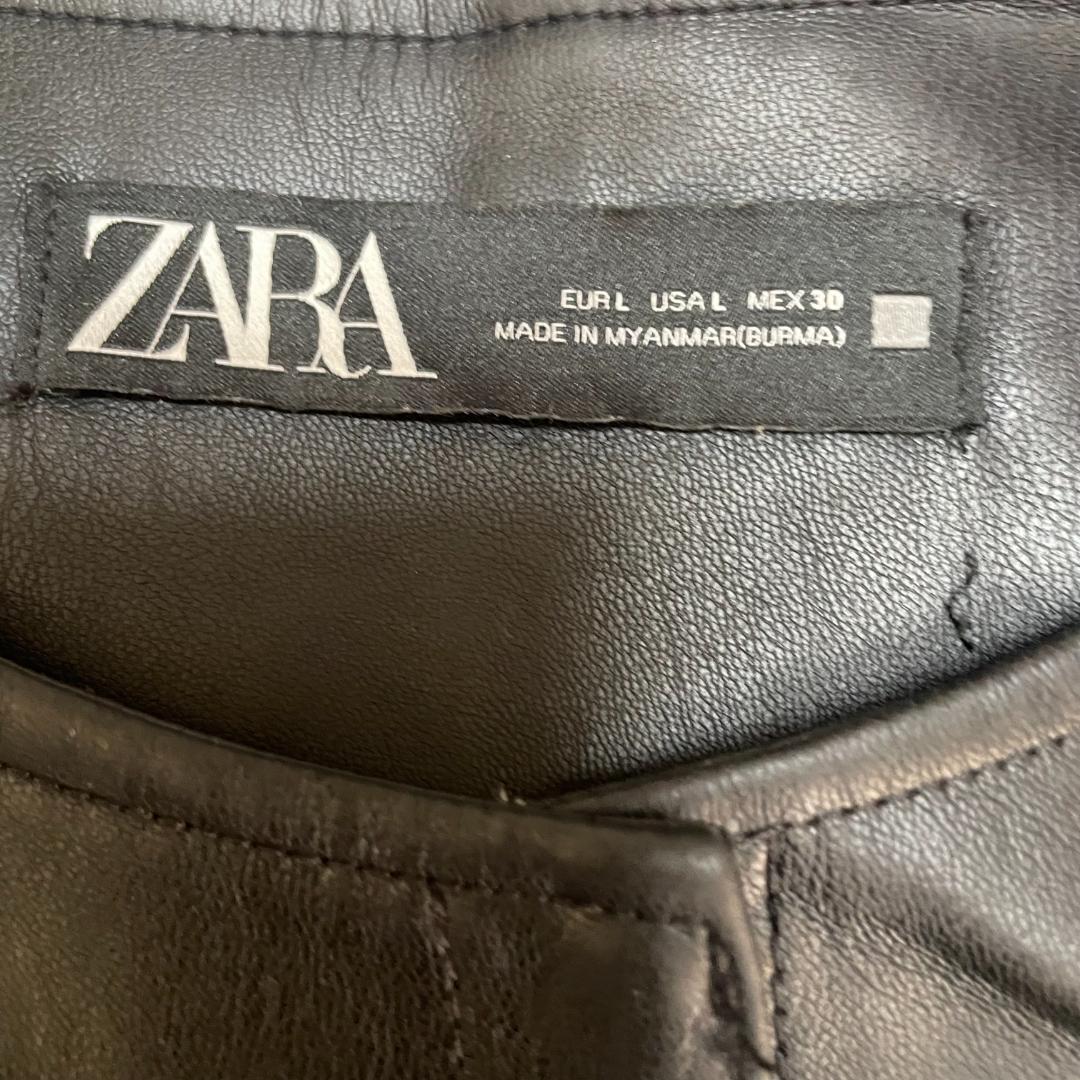 ZARA
EUR L USA L MEX 30
MADE IN MYANMAR(BURMA)